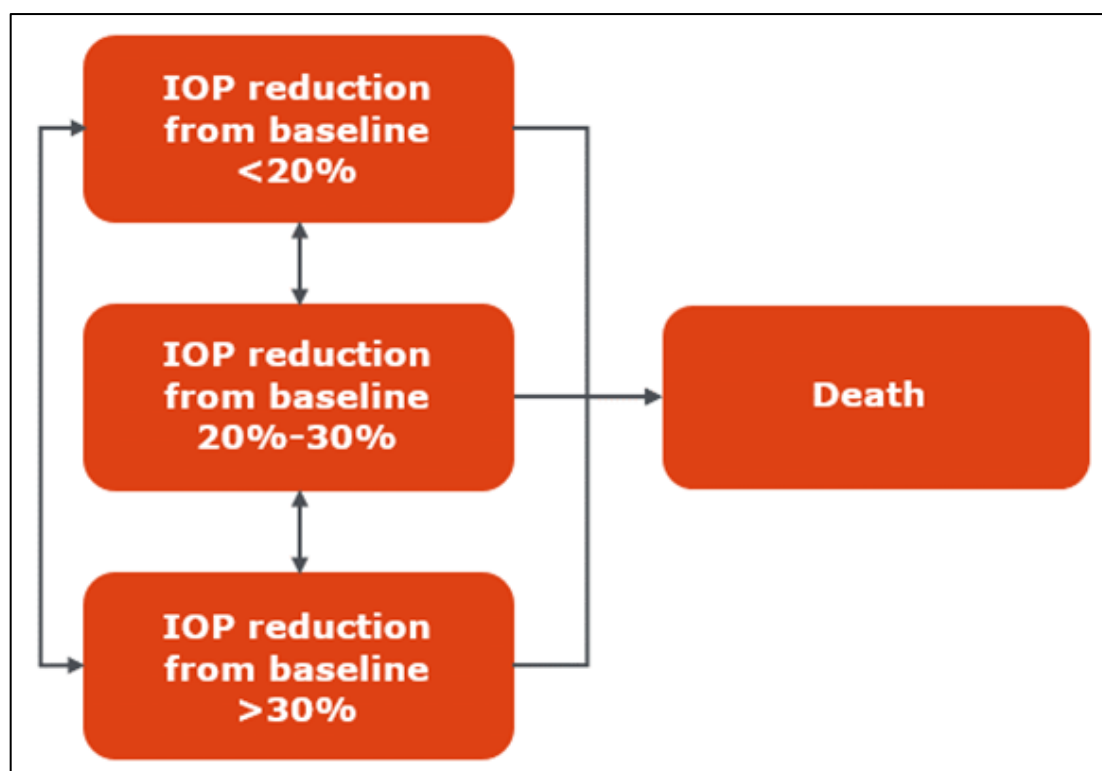 IOP reduction
from baseline
<20%
IOP reduction
from baseline
20%-30%
Death
IOP reduction
from baseline
>30%